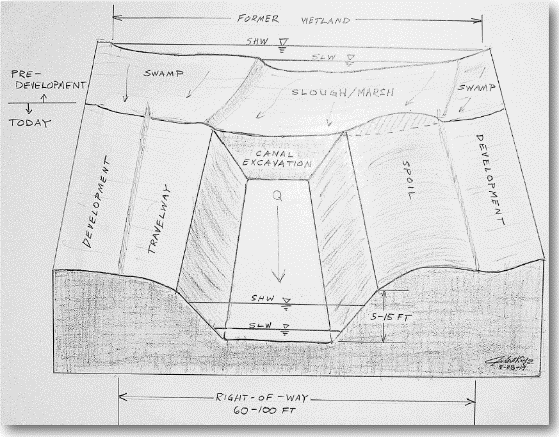 FORMER WETLAND
SHW
SLW
PRE-
DEVELOPMENT
TODAY
SWAMP
SLOUGH/MARSH
SWAMP
CANAL
EXCAVATION
DEVELOPMENT
TRAVELWAY
Q
SPOIL
DEVELOPMENT
SHW
SLW
5-15 FT
RIGHT-OF-WAY
60-100 FT